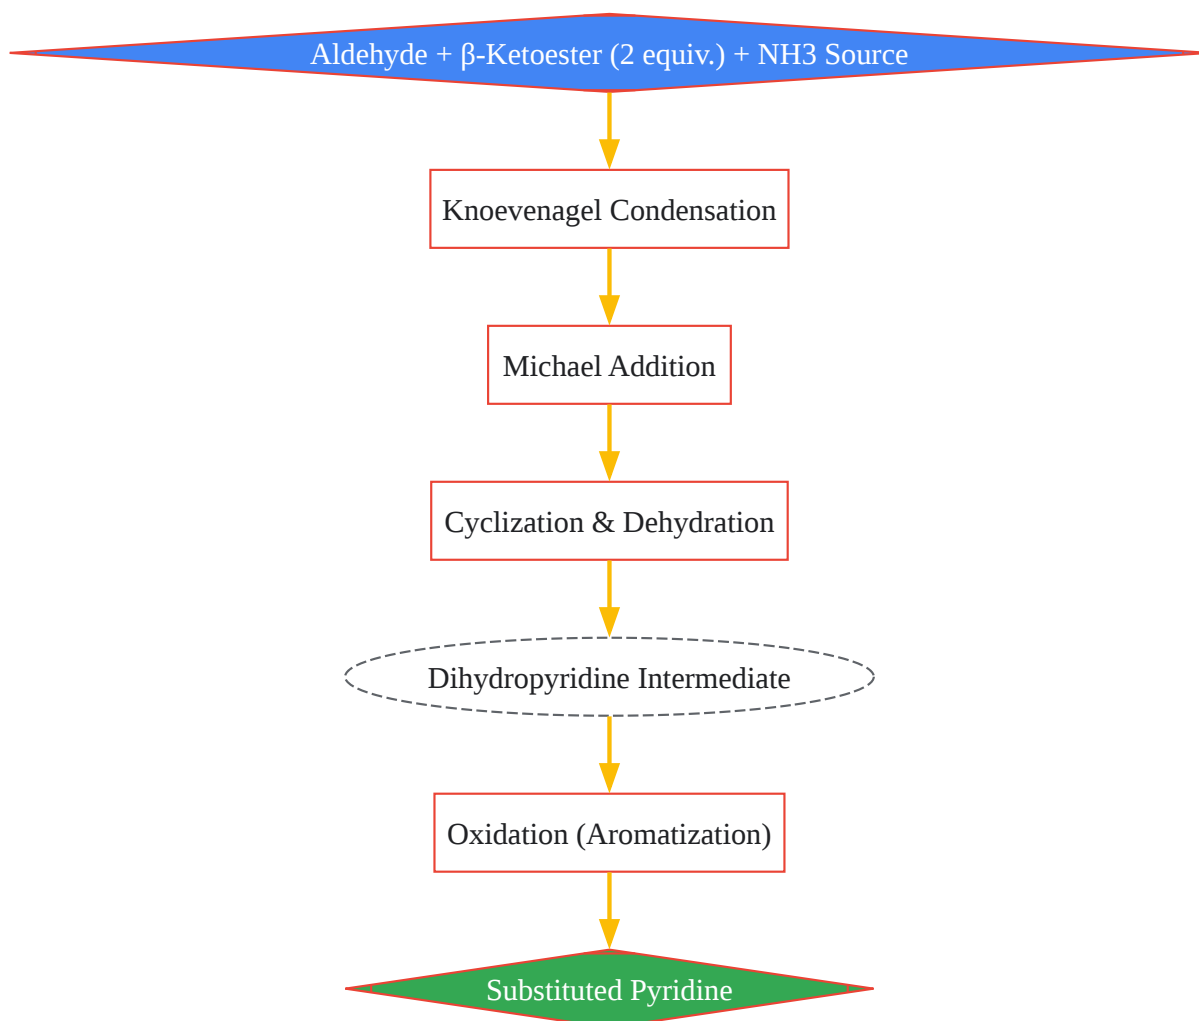 Aldehyde + β-Ketoester (2 equiv.) + NH3 Source
Knoevenagel Condensation
Michael Addition
Cyclization & Dehydration
Dihydropyridine Intermediate
Oxidation (Aromatization)
Substituted Pyridine